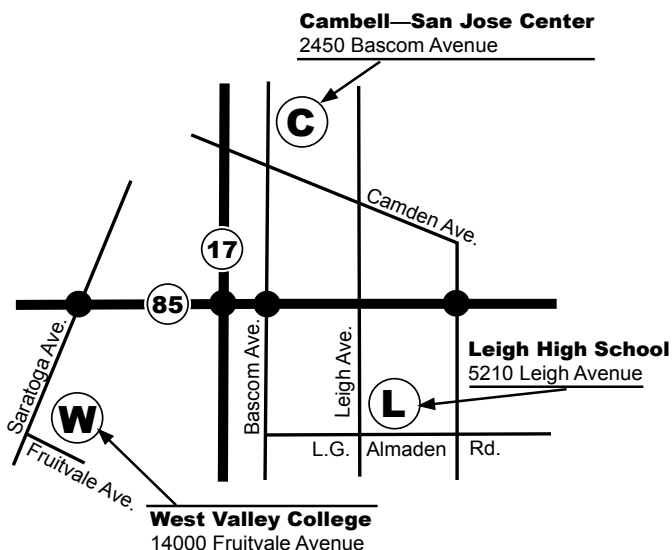 Cambell—San Jose Center
2450 Bascom Avenue
C
Camden Ave.
17
85
Saratoga Ave.
Bascom Ave.
Leigh Ave.
Leigh High School
5210 Leigh Avenue
L
W
L.G. Almaden Rd.
Fruitvale Ave.
West Valley College
14000 Fruitvale Avenue